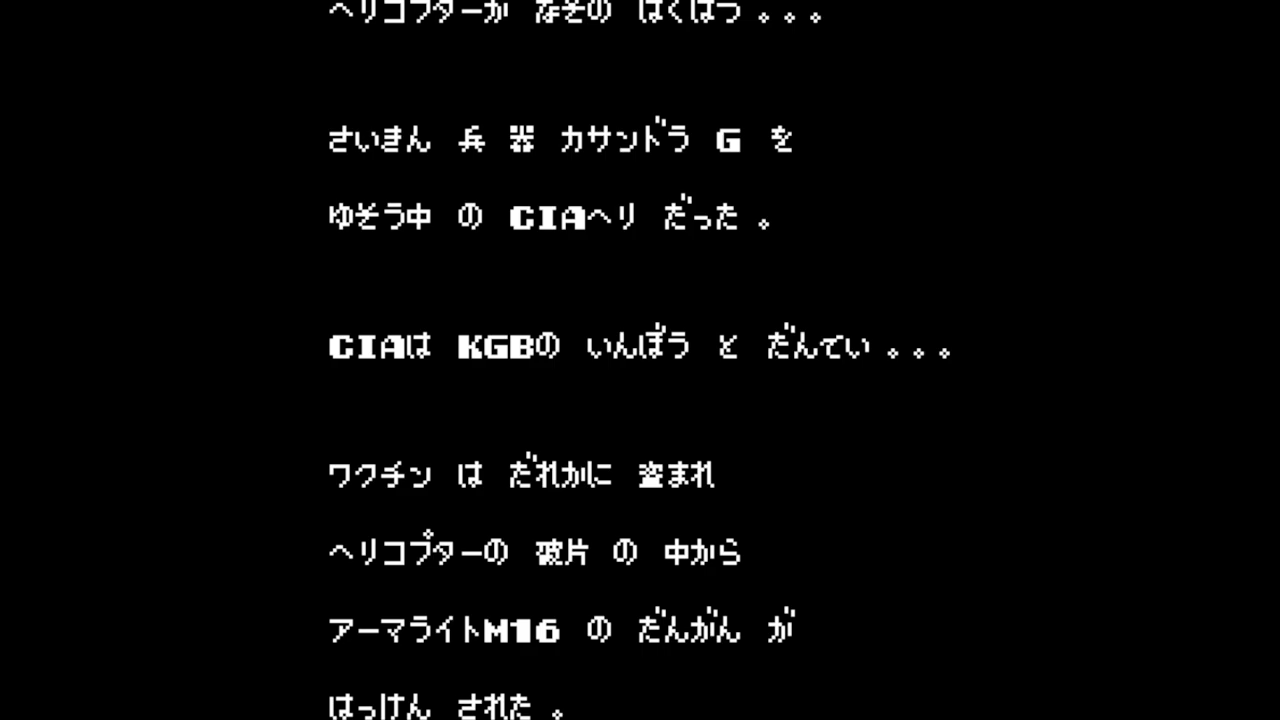 ヘリコプターが なぞの ばくはつ 。。。
さいきん 兵 器 カサンドラ G を
ゆそう中 の CIAヘリ だった 。
CIAは KGBの いんぼう と だんてい 。。。
ワクチン は だれかに 盗まれ
ヘリコプターの 破片 の 中から
アーマライトM16 の だんがん が
はっけん された 。